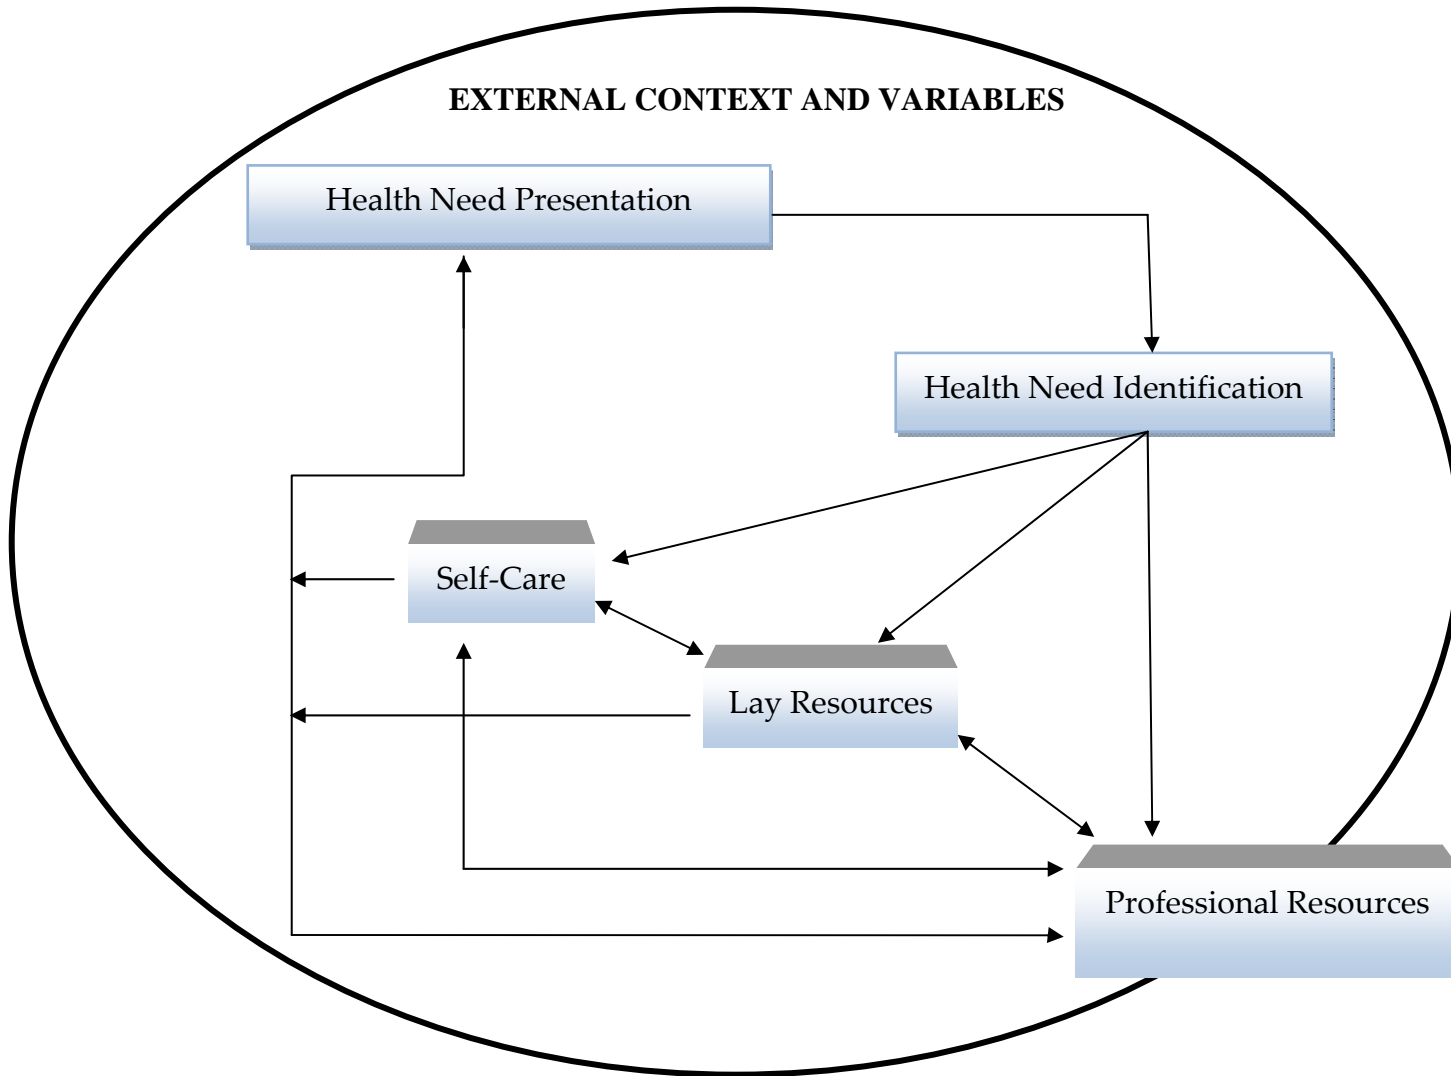 EXTERNAL CONTEXT AND VARIABLES
Health Need Presentation
Health Need Identification
Self-Care
Lay Resources
Professional Resources